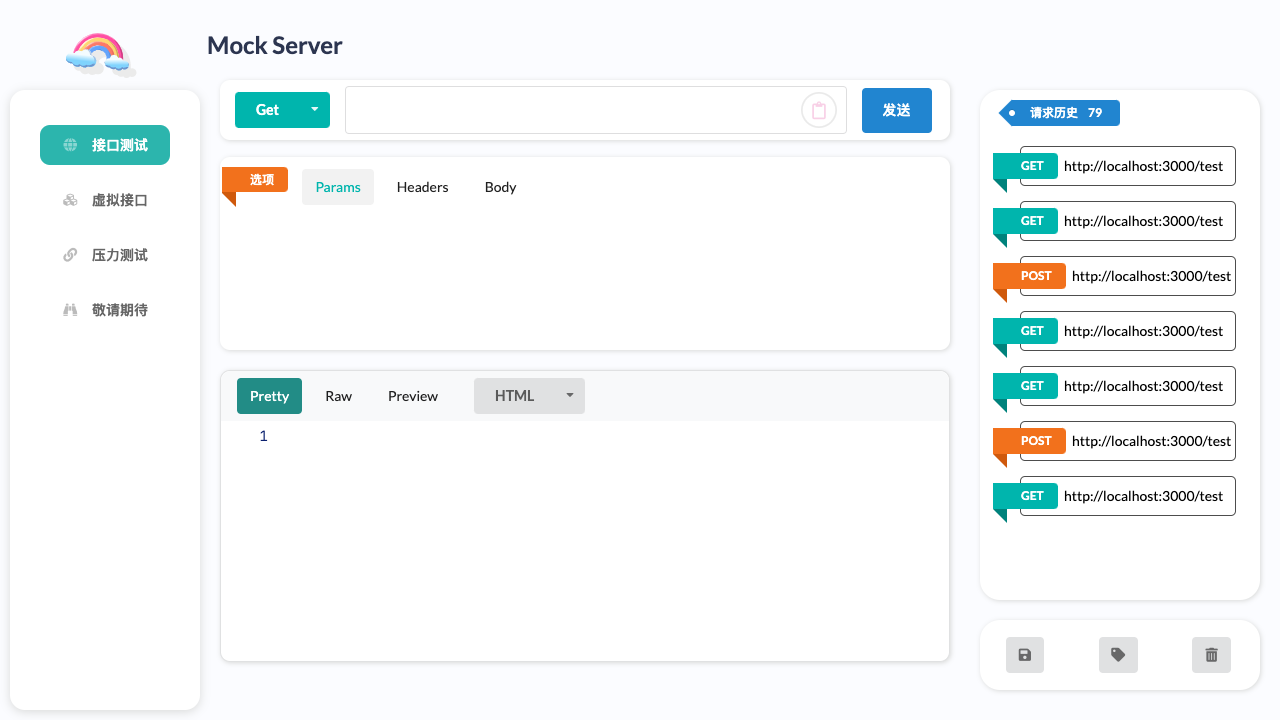 Mock Server
接口测试
虚拟接口
压力测试
敬请期待
Get
发送
选项
Params Headers Body
Pretty Raw Preview HTML
1
请求历史 79
GET http://localhost:3000/test
GET http://localhost:3000/test
POST http://localhost:3000/test
GET http://localhost:3000/test
GET http://localhost:3000/test
POST http://localhost:3000/test
GET http://localhost:3000/test